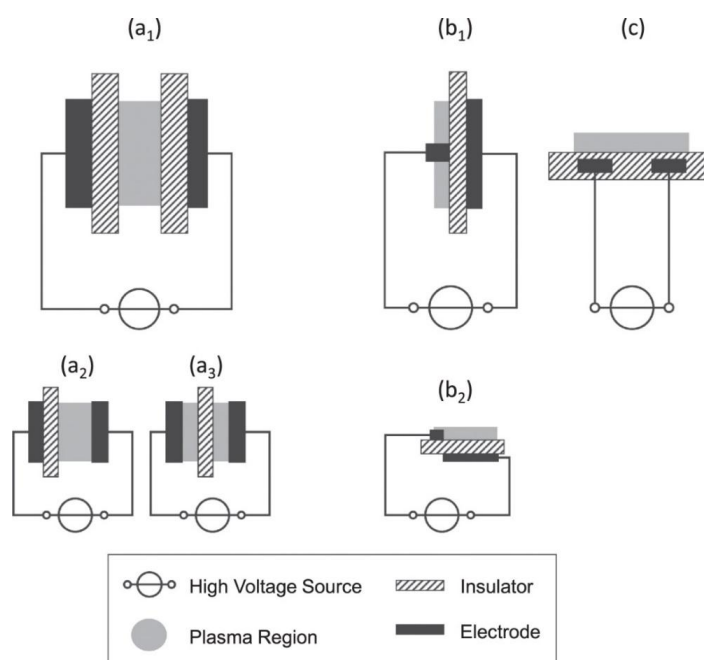 (a1)
(b1)
(c)
(a2)
(a3)
(b2)
High Voltage Source
Insulator
Plasma Region
Electrode